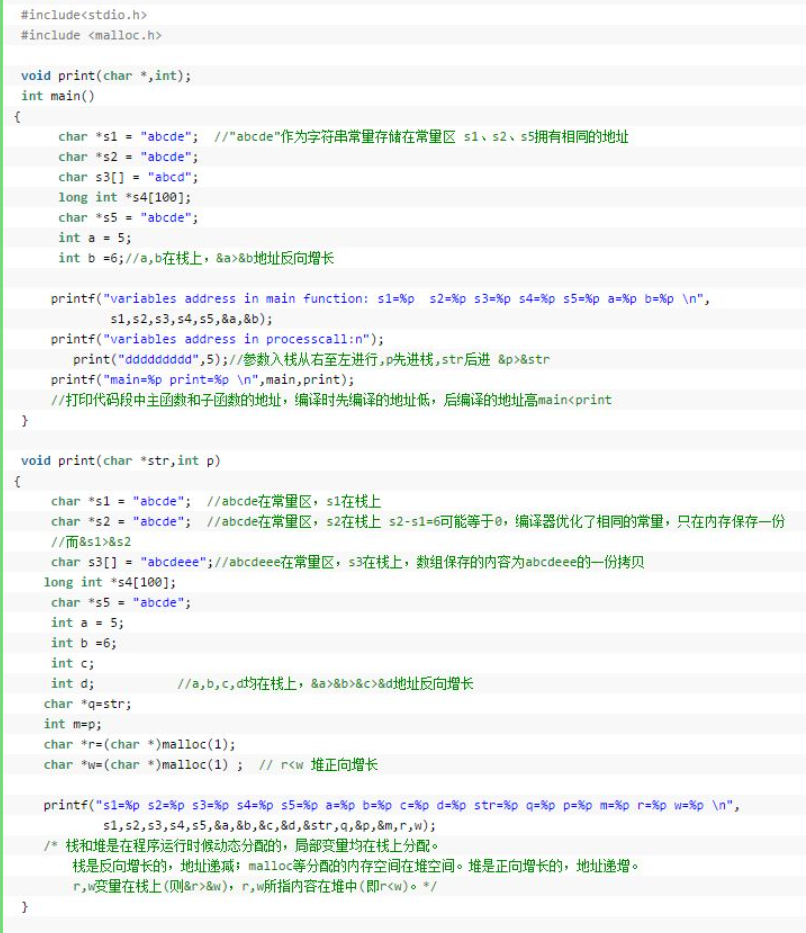 #include<stdio.h>
#include <malloc.h>
void print(char *,int);
int main()
{
char *s1 = "abcde"; //"abcde"作为字符串常量存储在常量区 s1、s2、s5拥有相同的地址
char *s2 = "abcde";
char s3[] = "abcd";
long int *s4[100];
char *s5 = "abcde";
int a = 5;
int b =6;//a,b在栈上，&a>&b地址反向增长
printf("variables address in main function: s1=%p s2=%p s3=%p s4=%p s5=%p a=%p b=%p \n",
s1,s2,s3,s4,s5,&a,&b);
printf("variables address in processcall:n");
print("ddddddddd",5);//参数入栈从右至左进行,p先进栈,str后进 &p>&str
printf("main=%p print=%p \n",main,print);
//打印代码段中主函数和子函数的地址，编译时先编译的地址低，后编译的地址高main<print
}
void print(char *str,int p)
{
char *s1 = "abcde"; //abcde在常量区，s1在栈上
char *s2 = "abcde"; //abcde在常量区，s2在栈上 s2-s1=6可能等于0，编译器优化了相同的常量，只在内存保存一份
//而&s1>&s2
char s3[] = "abcdeee";//abcdeee在常量区，s3在栈上，数组保存的内容为abcdeee的一份拷贝
long int *s4[100];
char *s5 = "abcde";
int a = 5;
int b =6;
int c;
int d; //a,b,c,d均在栈上，&a>&b>&c>&d地址反向增长
char *q=str;
int m=p;
char *r=(char *)malloc(1);
char *w=(char *)malloc(1) ; // r<w 堆正向增长
printf("s1=%p s2=%p s3=%p s4=%p s5=%p a=%p b=%p c=%p d=%p str=%p q=%p p=%p m=%p r=%p w=%p \n",
s1,s2,s3,s4,s5,&a,&b,&c,&d,&str,q,&p,&m,r,w);
/* 栈和堆是在程序运行时候动态分配的，局部变量均在栈上分配。
栈是反向增长的，地址递减；malloc等分配的内存空间在堆空间。堆是正向增长的，地址递增。
r,w变量在栈上(则&r>&w)，r,w所指内容在堆中(即r<w)。*/
}